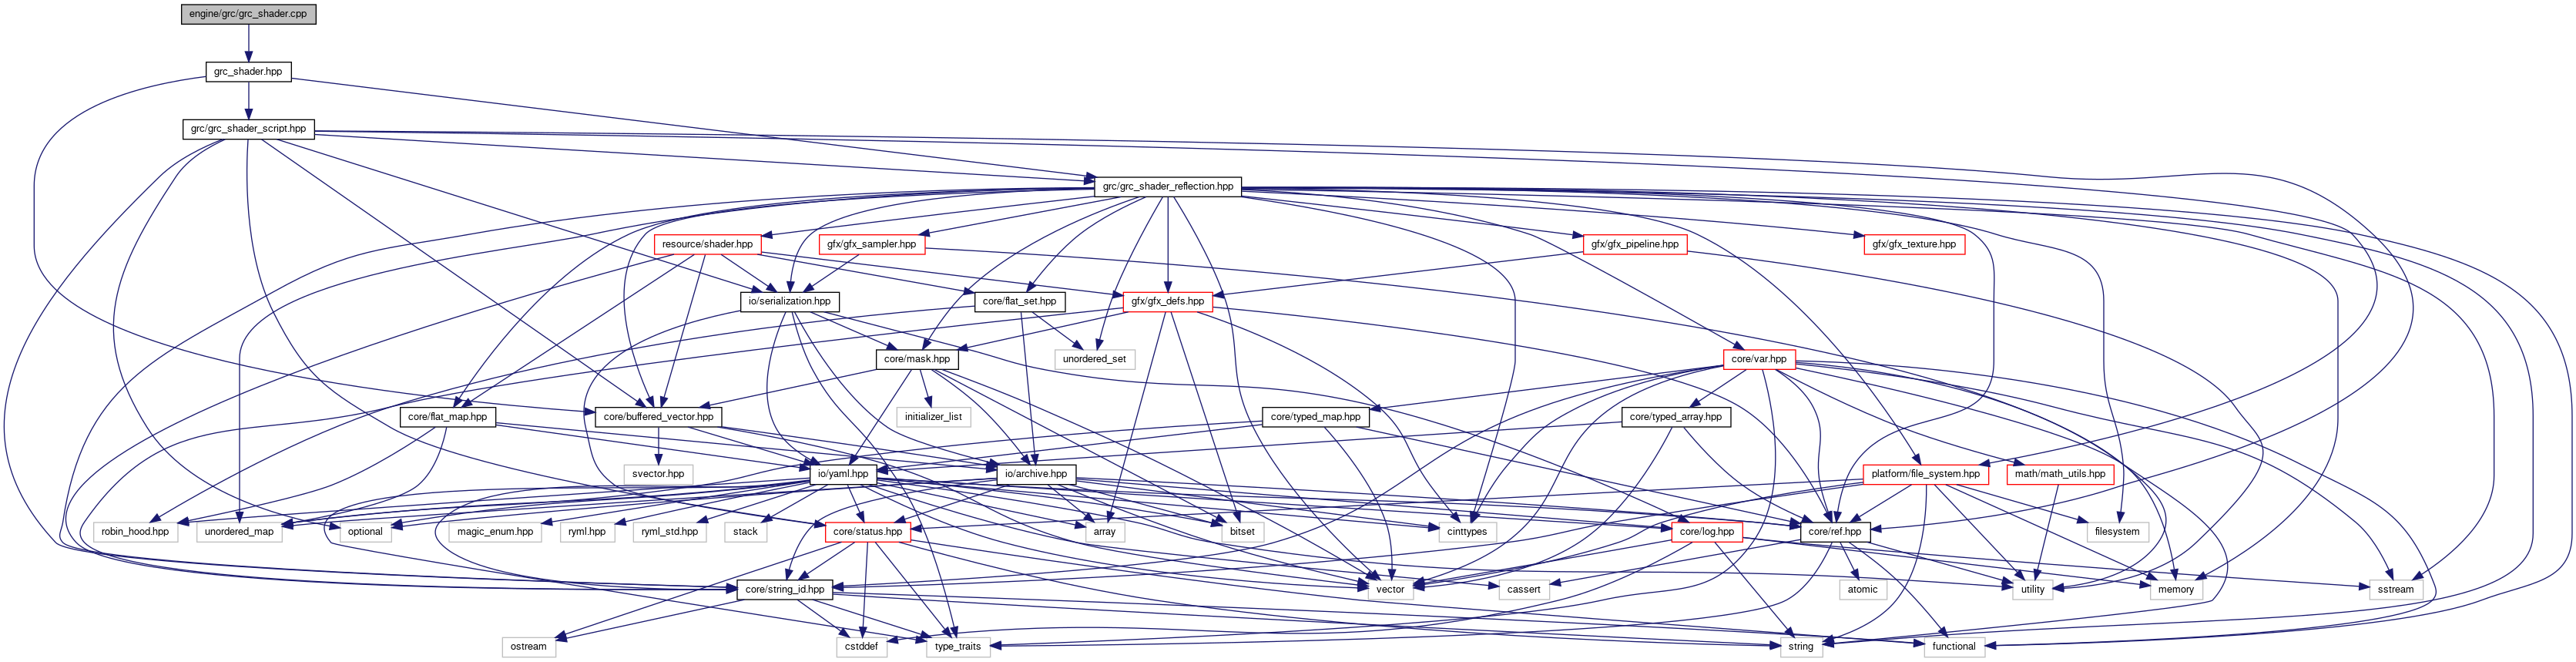 engine/grc/grc_shader.cpp
grc_shader.hpp
grc/grc_shader_script.hpp
grc/grc_shader_reflection.hpp
resource/shader.hpp
gfx/gfx_sampler.hpp
gfx/gfx_pipeline.hpp
gfx/gfx_texture.hpp
io/serialization.hpp
core/flat_set.hpp
gfx/gfx_defs.hpp
core/mask.hpp
unordered_set
core/var.hpp
core/flat_map.hpp
core/buffered_vector.hpp
initializer_list
core/typed_map.hpp
core/typed_array.hpp
svector.hpp
io/yaml.hpp
io/archive.hpp
platform/file_system.hpp
math/math_utils.hpp
robin_hood.hpp
unordered_map
optional
magic_enum.hpp
ryml.hpp
ryml_std.hpp
stack
core/status.hpp
array
bitset
cinttypes
core/log.hpp
core/ref.hpp
filesystem
core/string_id.hpp
vector
cassert
atomic
utility
memory
sstream
ostream
cstddef
type_traits
string
functional